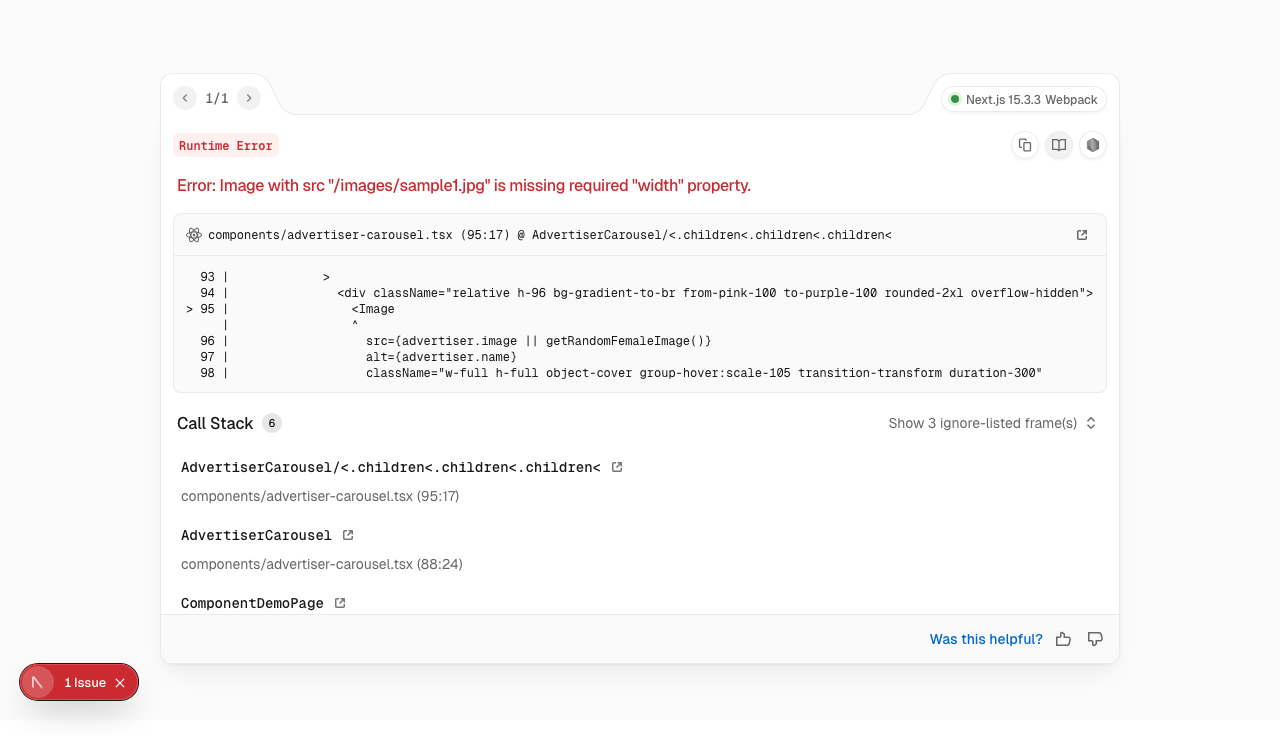 1/1
Next.js 15.3.3 Webpack
Runtime Error
Error: Image with src "/images/sample1.jpg" is missing required "width" property.
components/advertiser-carousel.tsx (95:17) @ AdvertiserCarousel/<.children<.children<.children<
  93 |             >
  94 |               <div className="relative h-96 bg-gradient-to-br from-pink-100 to-purple-100 rounded-2xl overflow-hidden">
> 95 |                 <Image
     |                 ^
  96 |                   src={advertiser.image || getRandomFemaleImage()}
  97 |                   alt={advertiser.name}
  98 |                   className="w-full h-full object-cover group-hover:scale-105 transition-transform duration-300"
Call Stack 6
Show 3 ignore-listed frame(s)
AdvertiserCarousel/<.children<.children<.children<
components/advertiser-carousel.tsx (95:17)
AdvertiserCarousel
components/advertiser-carousel.tsx (88:24)
ComponentDemoPage
Was this helpful?
1 Issue